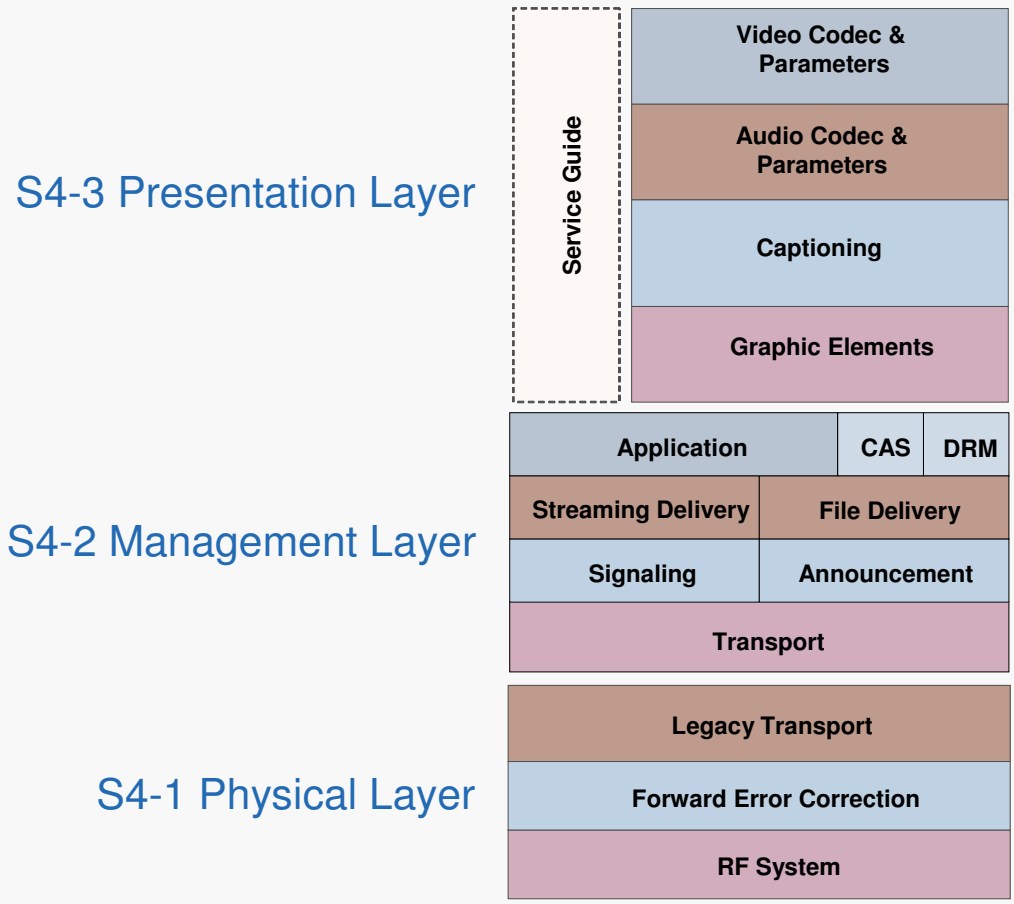 S4-3 Presentation Layer
Service Guide
Video Codec &
Parameters
Audio Codec &
Parameters
Captioning
Graphic Elements
S4-2 Management Layer
Application
CAS
DRM
Streaming Delivery
File Delivery
Signaling
Announcement
Transport
S4-1 Physical Layer
Legacy Transport
Forward Error Correction
RF System